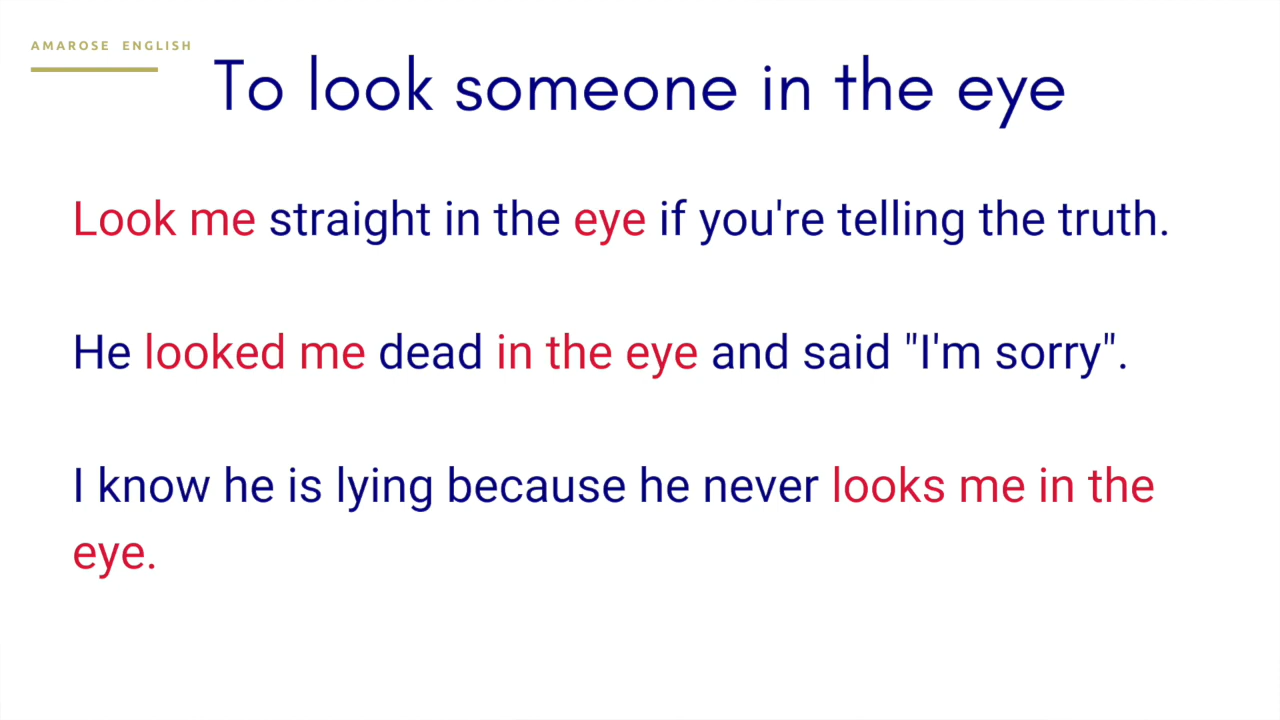 AMAROSE ENGLISH
To look someone in the eye
Look me straight in the eye if you're telling the truth.
He looked me dead in the eye and said "I'm sorry".
I know he is lying because he never looks me in the
eye.